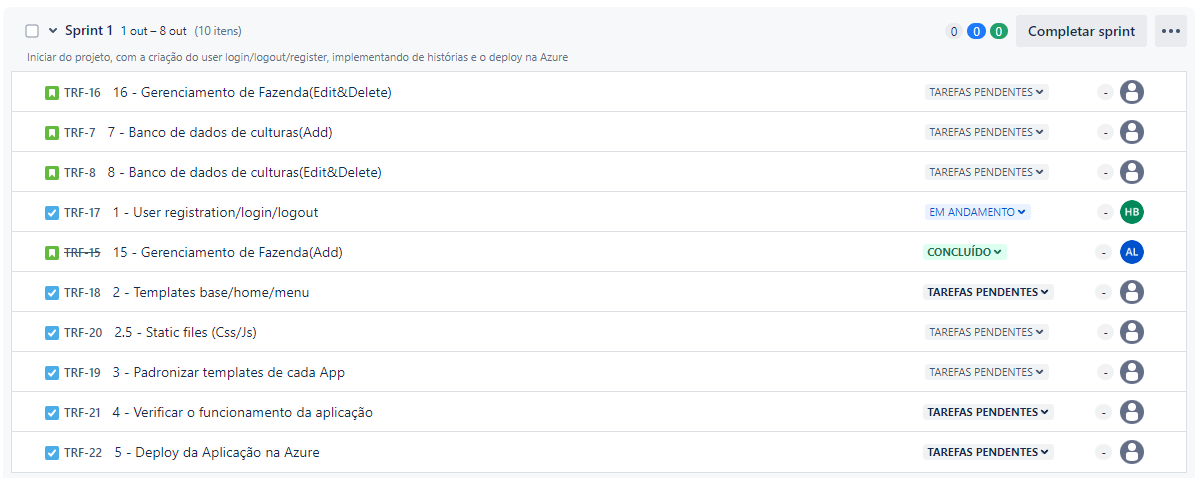 Sprint 1 1 out – 8 out (10 itens) 0 0 0 Completar sprint
Iniciar do projeto, com a criação do user login/logout/register, implementando de histórias e o deploy na Azure
TRF-16 16 - Gerenciamento de Fazenda(Edit&Delete) TAREFAS PENDENTES -
TRF-7 7 - Banco de dados de culturas(Add) TAREFAS PENDENTES -
TRF-8 8 - Banco de dados de culturas(Edit&Delete) TAREFAS PENDENTES -
TRF-17 1 - User registration/login/logout EM ANDAMENTO - HB
TRF-15 15 - Gerenciamento de Fazenda(Add) CONCLUÍDO - AL
TRF-18 2 - Templates base/home/menu TAREFAS PENDENTES -
TRF-20 2.5 - Static files (Css/Js) TAREFAS PENDENTES -
TRF-19 3 - Padronizar templates de cada App TAREFAS PENDENTES -
TRF-21 4 - Verificar o funcionamento da aplicação TAREFAS PENDENTES -
TRF-22 5 - Deploy da Aplicação na Azure TAREFAS PENDENTES -